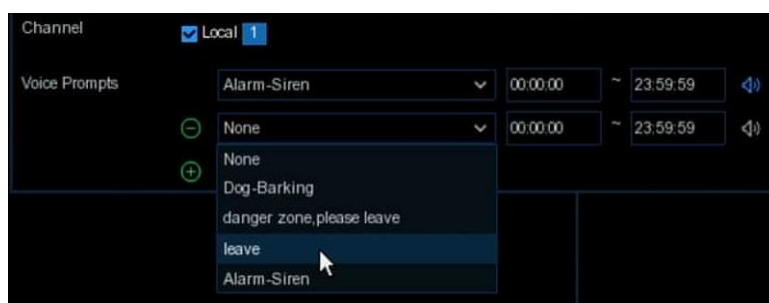 Channel Local 1
Voice Prompts Alarm-Siren 00:00:00 ~ 23:59:59
None 00:00:00 ~ 23:59:59
None
Dog-Barking
danger zone,please leave
leave
Alarm-Siren